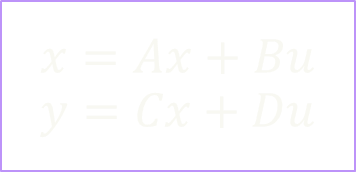 x = Ax + Bu
y = Cx + Du